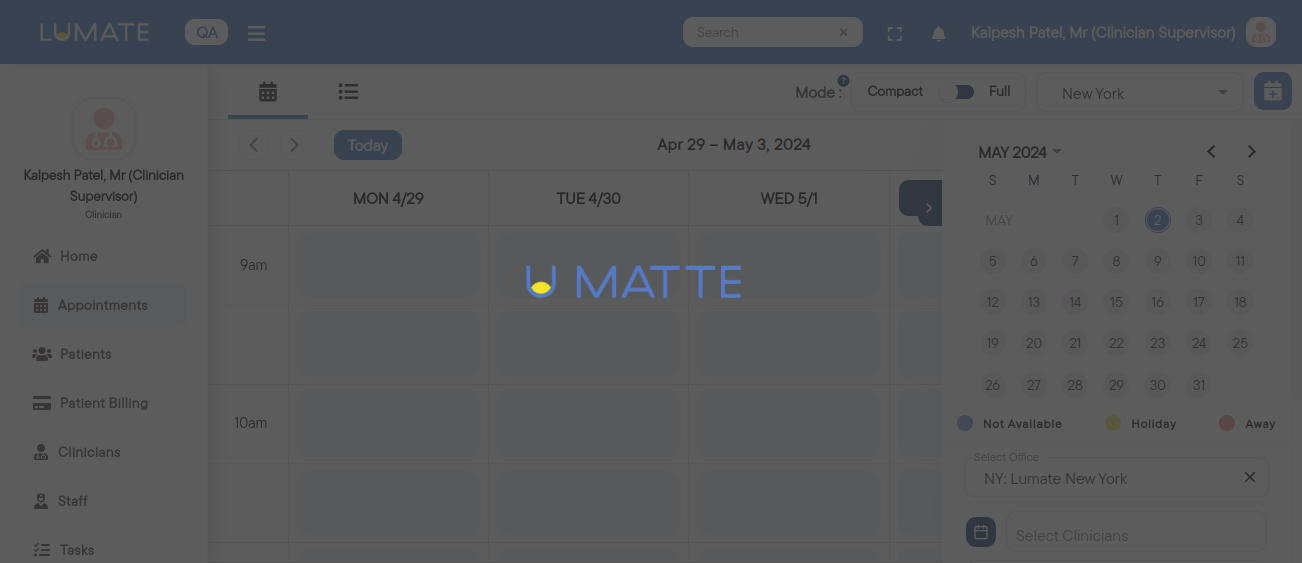 LUMATE QA Search Kalpesh Patel, Mr (Clinician Supervisor)
Mode : ? Compact Full New York
Kalpesh Patel, Mr (Clinician
Supervisor)
Clinician
Home
Appointments
Patients
Patient Billing
Clinicians
Staff
Tasks
Today Apr 29 – May 3, 2024
MON 4/29 TUE 4/30 WED 5/1
9am
10am
U MATTE
MAY 2024
S M T W T F S
MAY 1 2 3 4
5 6 7 8 9 10 11
12 13 14 15 16 17 18
19 20 21 22 23 24 25
26 27 28 29 30 31
Not Available Holiday Away
Select Office
NY: Lumate New York
Select Clinicians